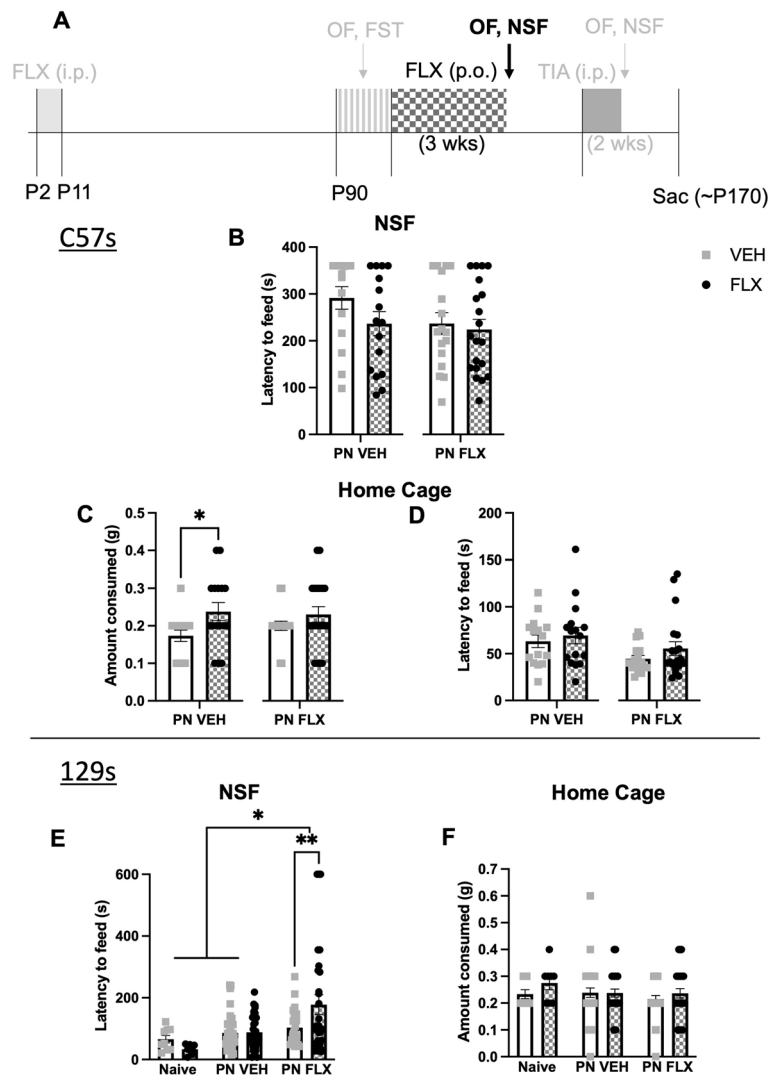 A
OF, FST
OF, NSF
OF, NSF
FLX (i.p.)
FLX (p.o.)
TIA (i.p.)
(3 wks)
(2 wks)
P2 P11
P90
Sac (~P170)
C57s
B
NSF
VEH
FLX
Latency to feed (s)
400
300
200
100
0
PN VEH
PN FLX
Home Cage
C
*
Amount consumed (g)
0.5
0.4
0.3
0.2
0.1
0.0
PN VEH
PN FLX
D
Latency to feed (s)
200
150
100
50
0
PN VEH
PN FLX
129s
NSF
E
*
**
Latency to feed (s)
600
400
200
0
Naive
PN VEH
PN FLX
Home Cage
F
Amount consumed (g)
0.7
0.6
0.5
0.4
0.3
0.2
0.1
0.0
Naive
PN VEH
PN FLX